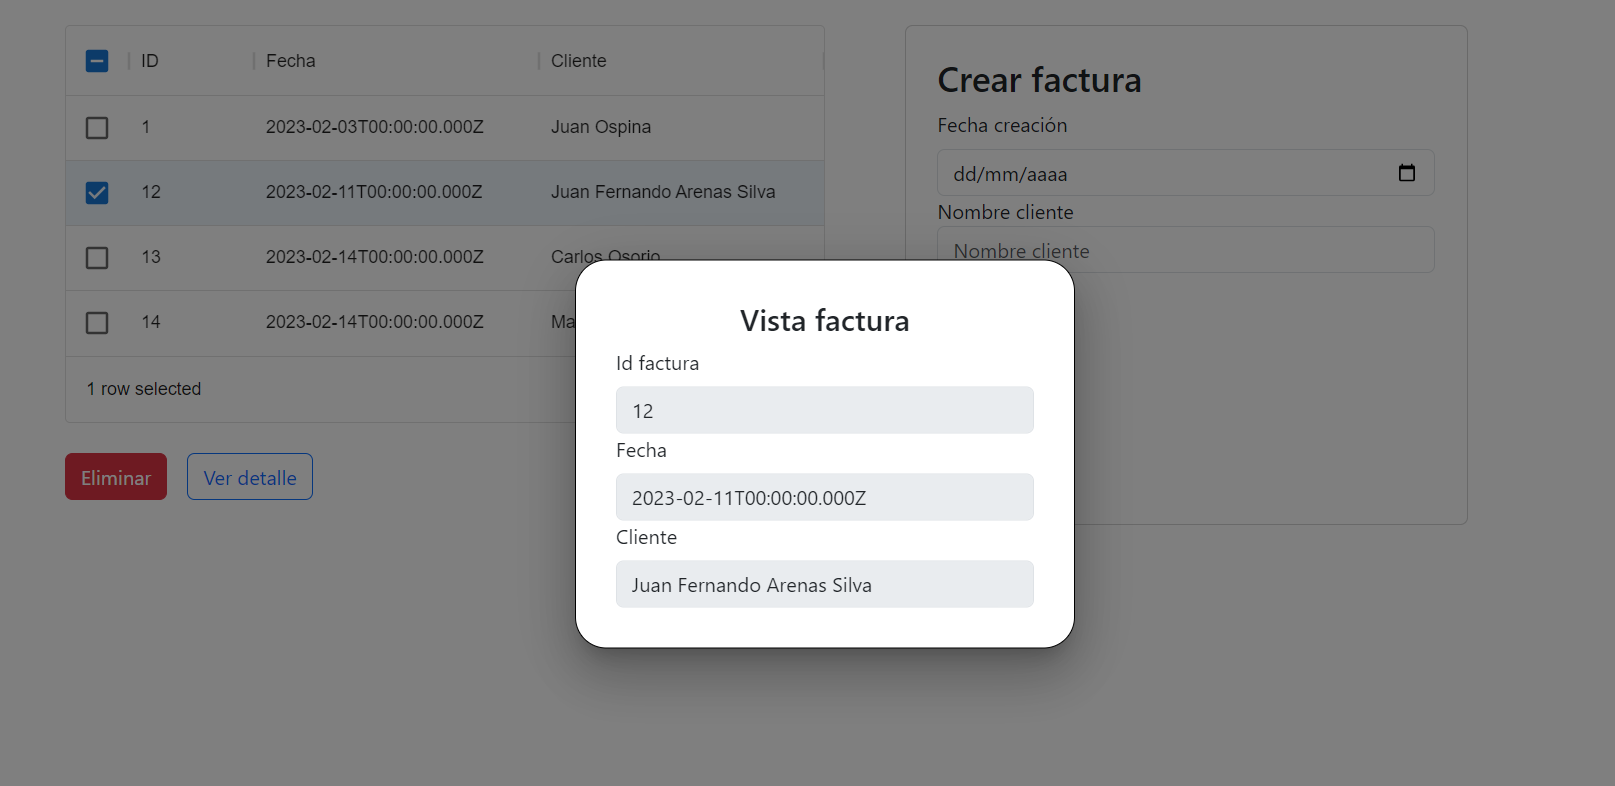 ID Fecha Cliente
1 2023-02-03T00:00:00.000Z Juan Ospina
12 2023-02-11T00:00:00.000Z Juan Fernando Arenas Silva
13 2023-02-14T00:00:00.000Z Carlos Osorio
14 2023-02-14T00:00:00.000Z Ma
1 row selected
Eliminar Ver detalle
Crear factura
Fecha creación
dd/mm/aaaa
Nombre cliente
Nombre cliente
Vista factura
Id factura
12
Fecha
2023-02-11T00:00:00.000Z
Cliente
Juan Fernando Arenas Silva